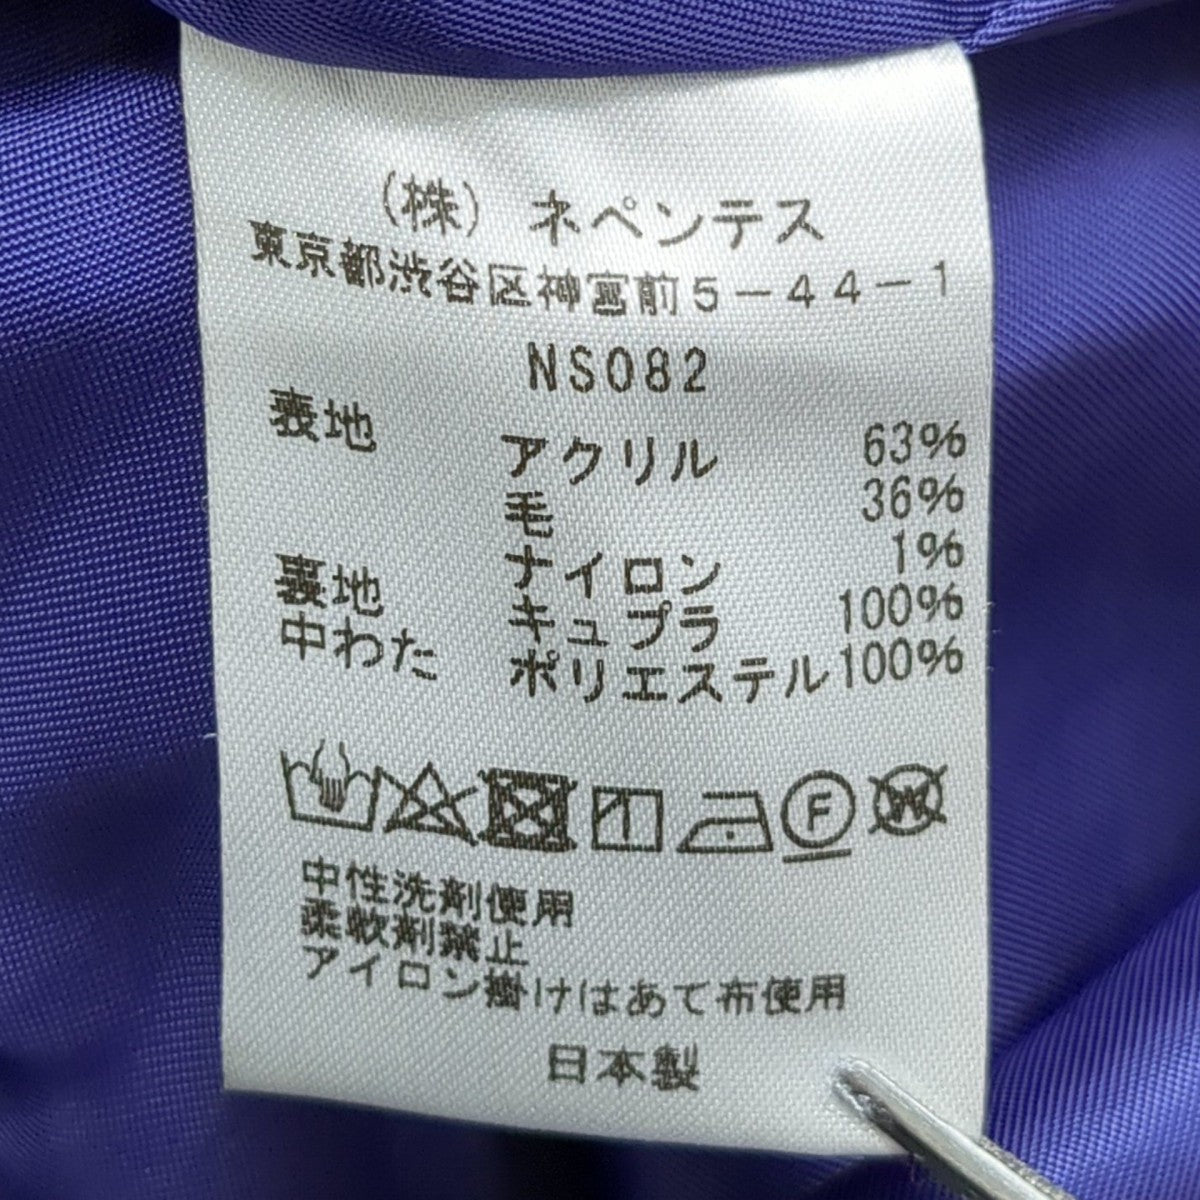 (株) ネペンテス
東京都渋谷区神宮前5-44-1
NS082
表地 アクリル 63%
毛 36%
ナイロン 1%
裏地 キュプラ 100%
中わた ポリエステル 100%
F W
中性洗剤使用
柔軟剤禁止
アイロン掛けはあて布使用
日本製